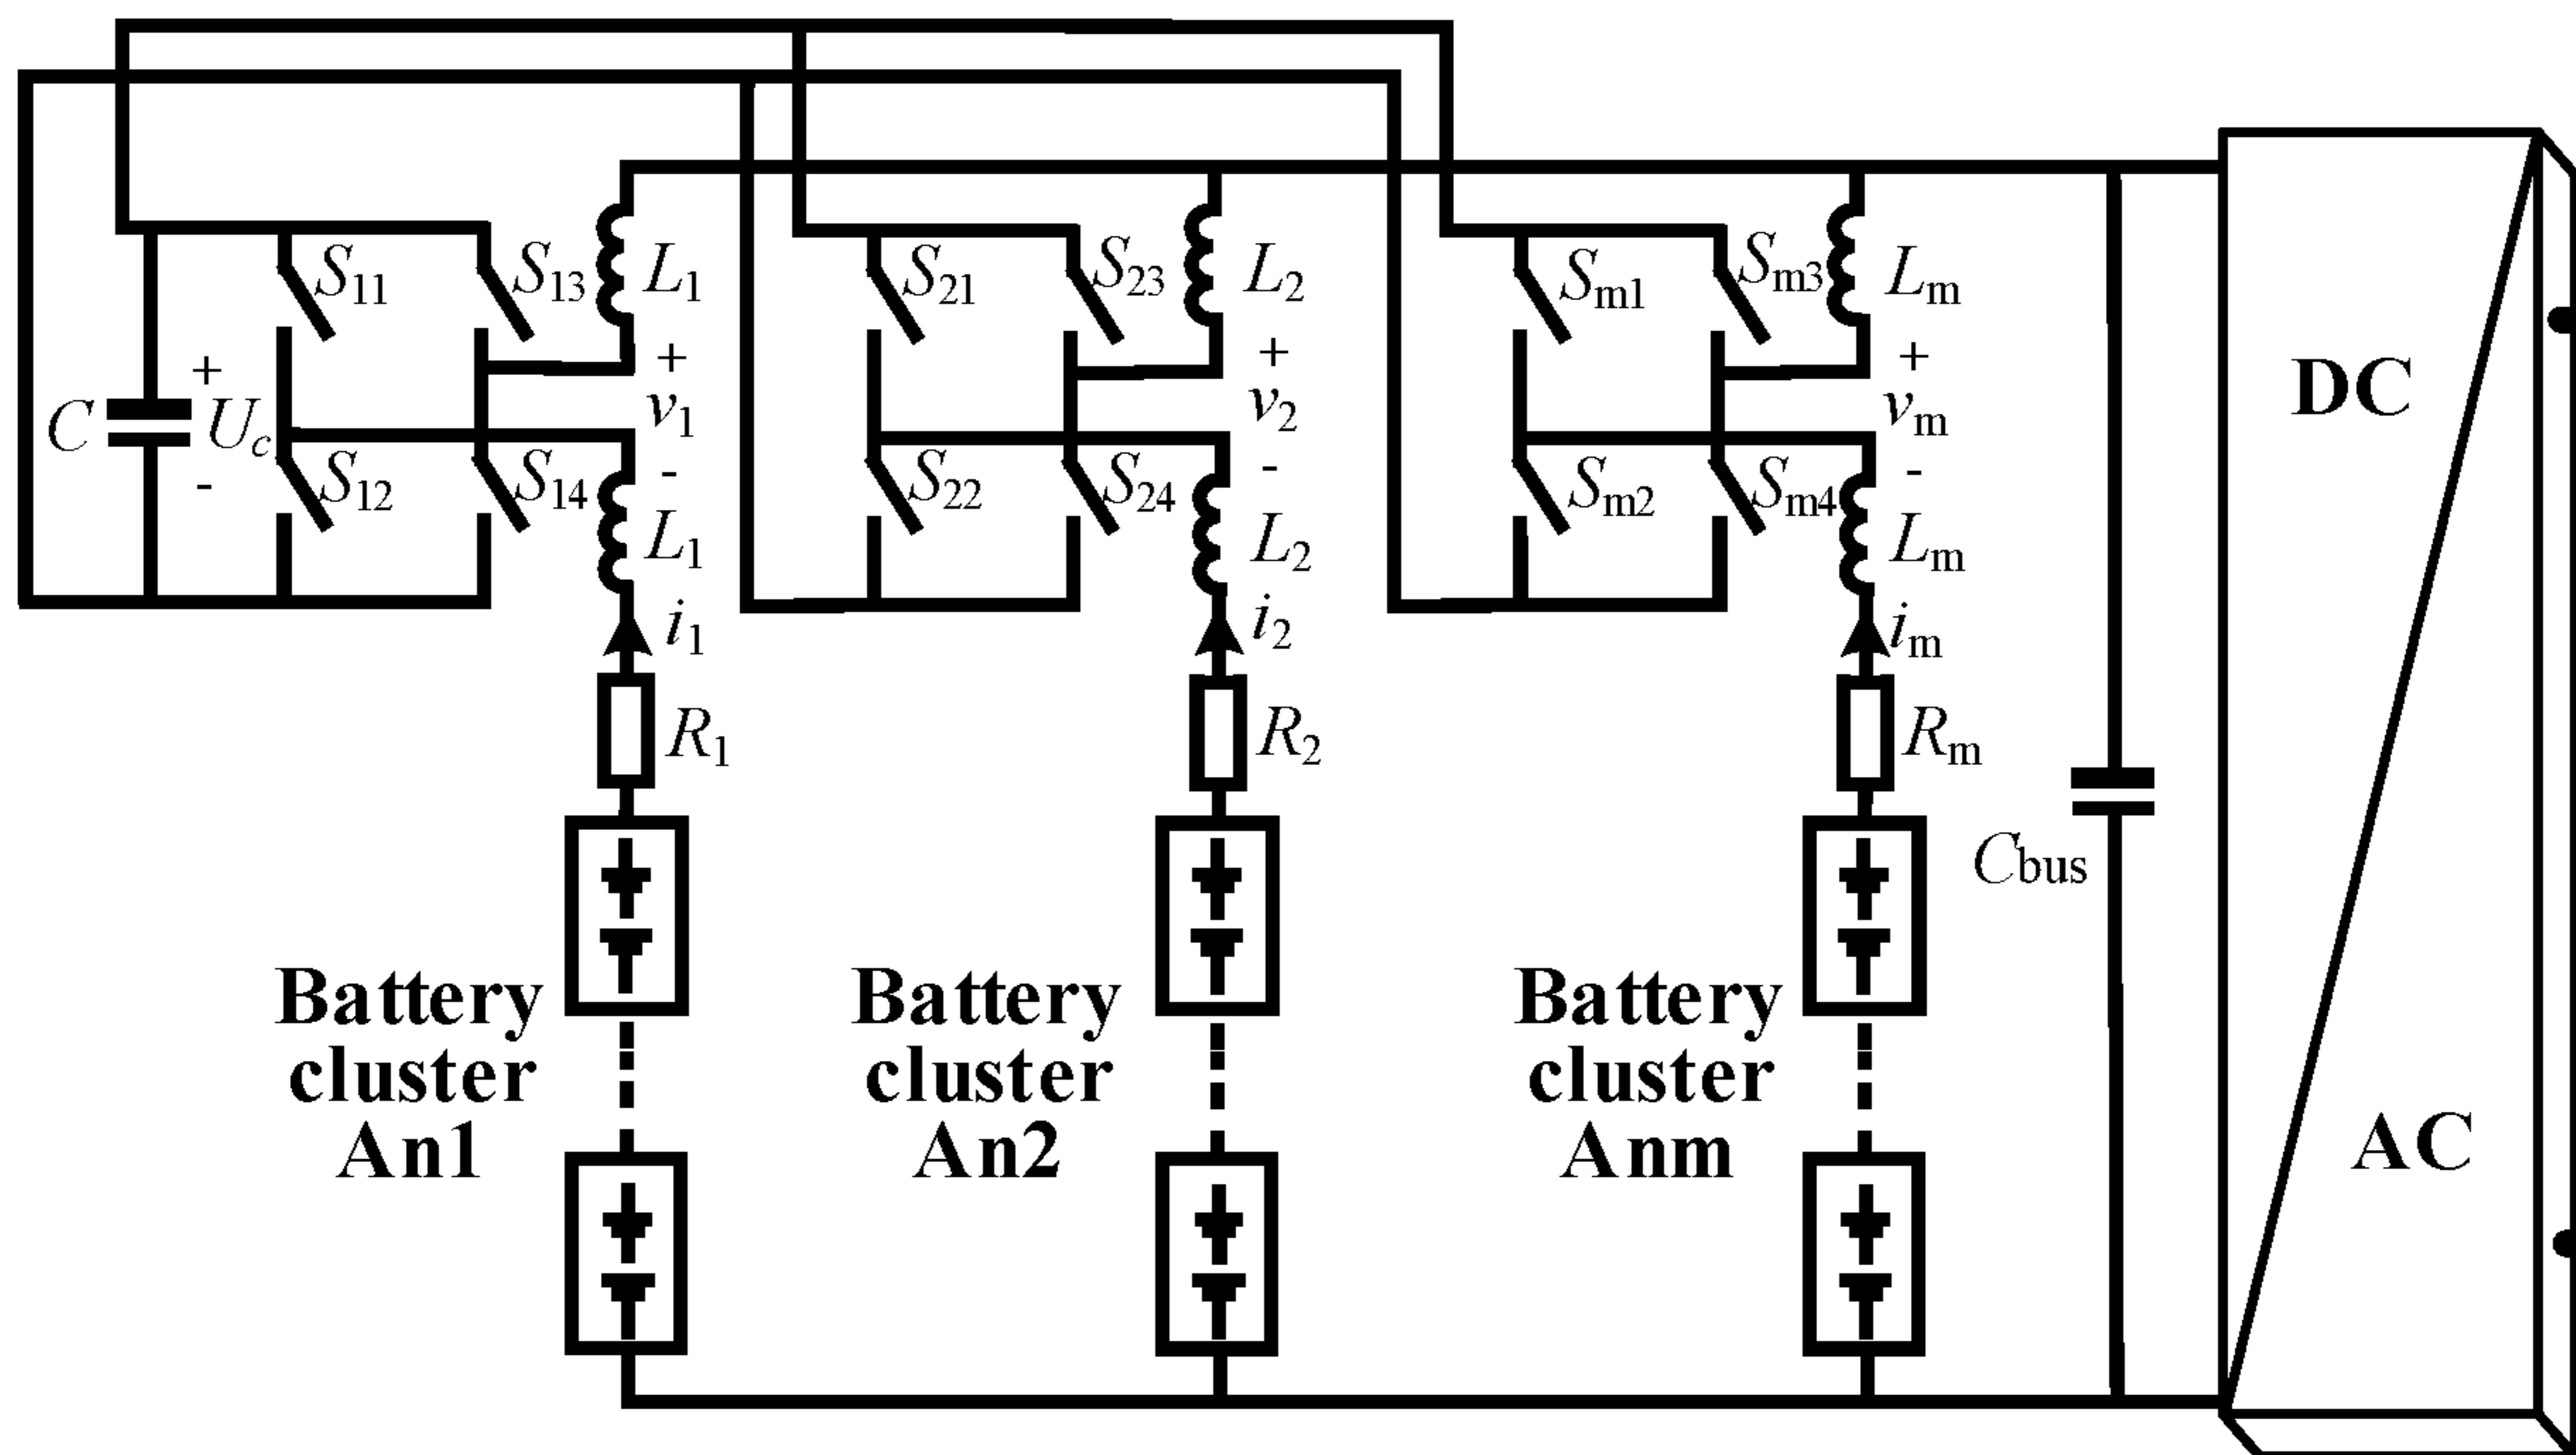 S11
S13
L1
S21
S23
L2
Sm1
Sm3
Lm
+
v1
-
+
v2
-
+
vm
-
DC
C
+
Uc
-
S12
S14
L1
S22
S24
L2
Sm2
Sm4
Lm
i1
i2
im
R1
R2
Rm
Cbus
Battery
cluster
An1
Battery
cluster
An2
Battery
cluster
Anm
AC